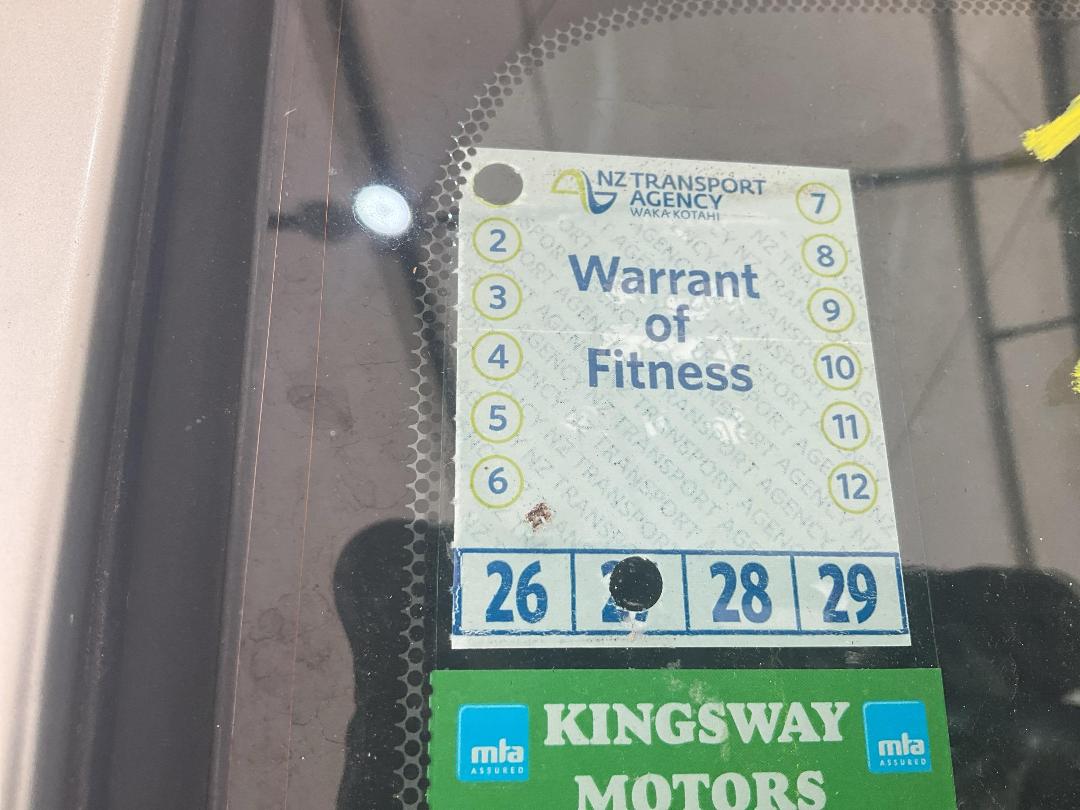 NZ TRANSPORT
AGENCY
WAKA KOTAHI
7
2
8
Warrant
3
9
of
4
10
Fitness
5
11
6
12
26
28
29
mta
ASSURED
KINGSWAY
mta
ASSURED
MOTORS